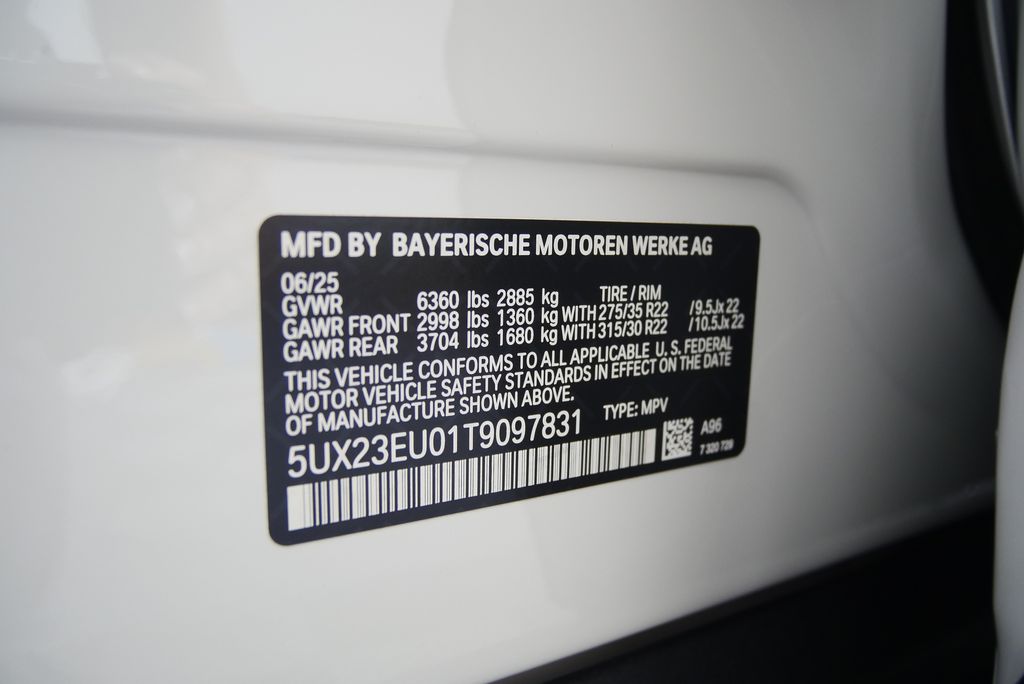 MFD BY BAYERISCHE MOTOREN WERKE AG
06/25
GVWR 6360 lbs 2885 kg TIRE / RIM
GAWR FRONT 2998 lbs 1360 kg WITH 275/35 R22 /9.5Jx 22
GAWR REAR 3704 lbs 1680 kg WITH 315/30 R22 /10.5Jx 22
THIS VEHICLE CONFORMS TO ALL APPLICABLE U. S. FEDERAL
MOTOR VEHICLE SAFETY STANDARDS IN EFFECT ON THE DATE
OF MANUFACTURE SHOWN ABOVE.
5UX23EU01T9097831 TYPE: MPV
A96
7 320 728